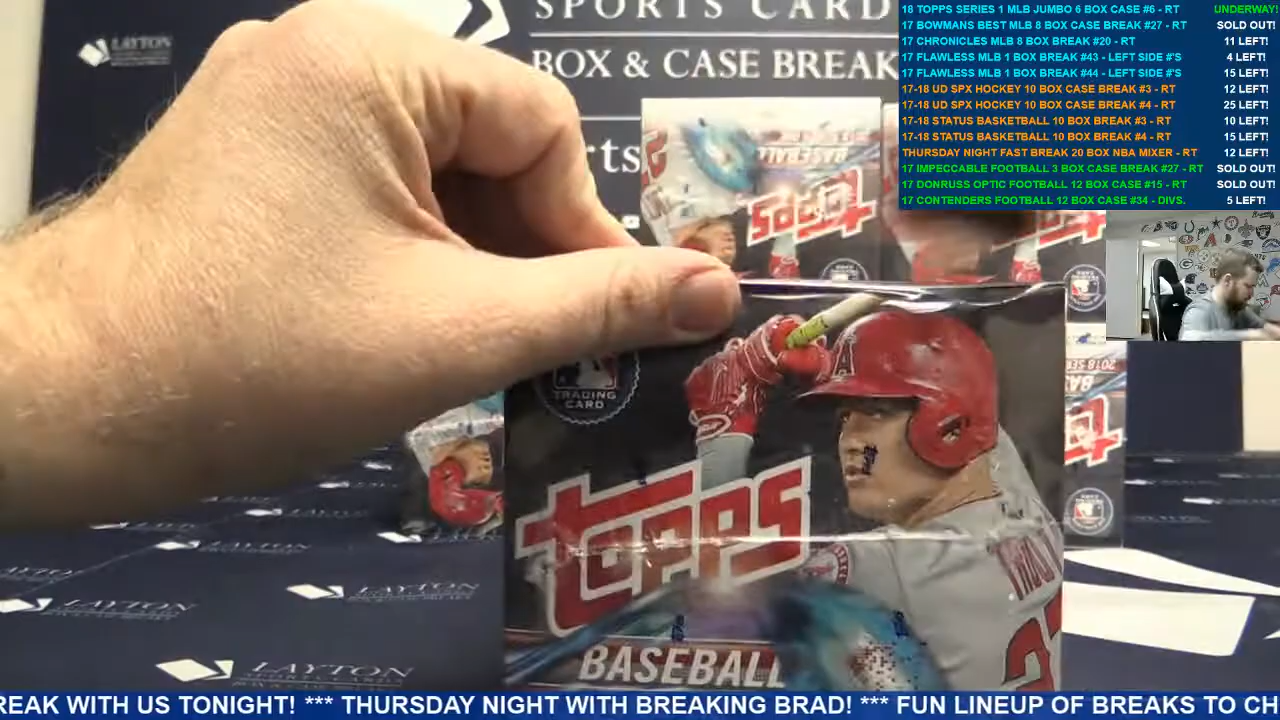 SPORTS CARD
BOX & CASE BREAK
rts
LAYTON
18 TOPPS SERIES 1 MLB JUMBO 6 BOX CASE #6 - RT UNDERWAY!
17 BOWMANS BEST MLB 8 BOX CASE BREAK #27 - RT SOLD OUT!
17 CHRONICLES MLB 8 BOX BREAK #20 - RT 11 LEFT!
17 FLAWLESS MLB 1 BOX BREAK #43 - LEFT SIDE #'S 4 LEFT!
17 FLAWLESS MLB 1 BOX BREAK #44 - LEFT SIDE #'S 15 LEFT!
17-18 UD SPX HOCKEY 10 BOX CASE BREAK #3 - RT 12 LEFT!
17-18 UD SPX HOCKEY 10 BOX CASE BREAK #4 - RT 25 LEFT!
17-18 STATUS BASKETBALL 10 BOX BREAK #3 - RT 10 LEFT!
17-18 STATUS BASKETBALL 10 BOX BREAK #4 - RT 15 LEFT!
THURSDAY NIGHT FAST BREAK 20 BOX NBA MIXER - RT 12 LEFT!
17 IMPECCABLE FOOTBALL 3 BOX CASE BREAK #27 - RT SOLD OUT!
17 DONRUSS OPTIC FOOTBALL 12 BOX CASE #15 - RT SOLD OUT!
17 CONTENDERS FOOTBALL 12 BOX CASE #34 - DIVS. 5 LEFT!
BASEBALL
TOPPS
TRADING
CARD
TOPPS
TROUT
BASEBALL
LAYTON
LAYTON
LAYTON
LAYTON
REAK WITH US TONIGHT! *** THURSDAY NIGHT WITH BREAKING BRAD! *** FUN LINEUP OF BREAKS TO CH